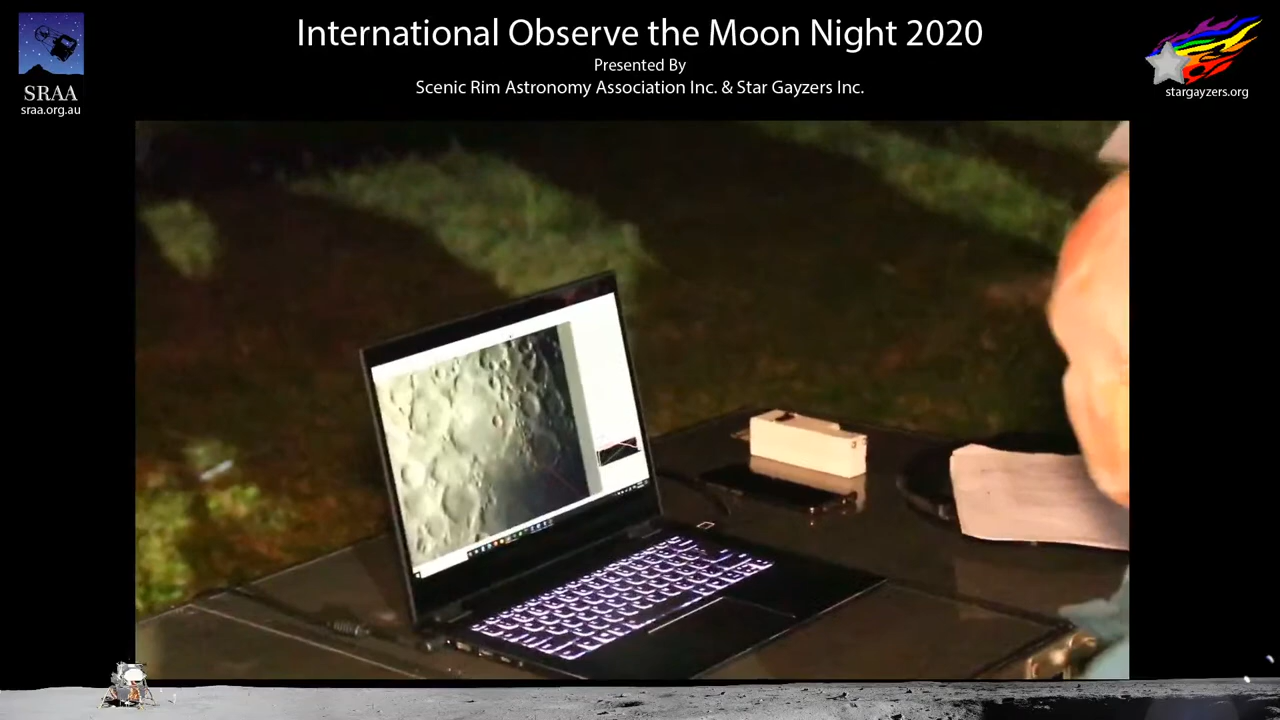 International Observe the Moon Night 2020
Presented By
Scenic Rim Astronomy Association Inc. & Star Gayzers Inc.
SRAA
sraa.org.au
stargayzers.org